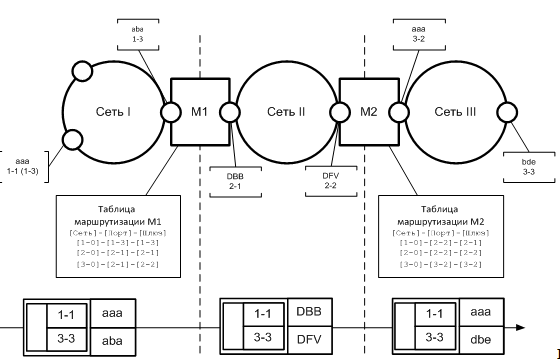 aba
1-3
aaa
3-2
Сеть I
М1
Сеть II
М2
Сеть III
aaa
1-1 (1-3)
DBB
2-1
DFV
2-2
bde
3-3
Таблица
маршрутизации М1
[Сеть]-[Порт]-[Шлюз]
[1-0]-[1-3]-[1-3]
[2-0]-[2-1]-[2-1]
[3-0]-[2-1]-[2-2]
Таблица
маршрутизации М2
[Сеть]-[Порт]-[Шлюз]
[1-0]-[2-2]-[2-1]
[2-0]-[2-2]-[2-2]
[3-0]-[3-2]-[3-2]
1-1 aaa
3-3 aba
1-1 DBB
3-3 DFV
1-1 aaa
3-3 dbe